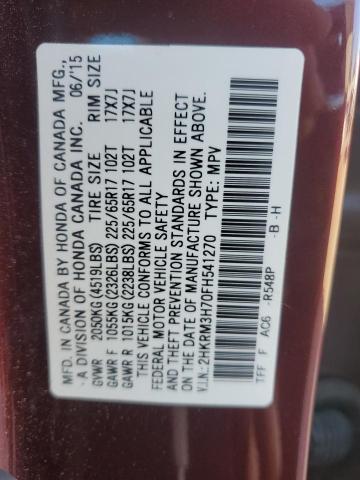 MFD. IN CANADA BY HONDA OF CANADA MFG.,
-A DIVISION OF HONDA CANADA INC. 06/'15
GVWR 2050KG (4519LBS) TIRE SIZE RIM SIZE
GAWR F 1055KG (2326LBS) 225/65R17 102T 17X7J
GAWR R 1015KG (2238LBS) 225/65R17 102T 17X7J
THIS VEHICLE CONFORMS TO ALL APPLICABLE
FEDERAL MOTOR VEHICLE SAFETY
AND THEFT PREVENTION STANDARDS IN EFFECT
ON THE DATE OF MANUFACTURE SHOWN ABOVE.
V.I.N.: 2HKRM3H70FH541270 TYPE: MPV
TFF F AC6 -R548P -B -H